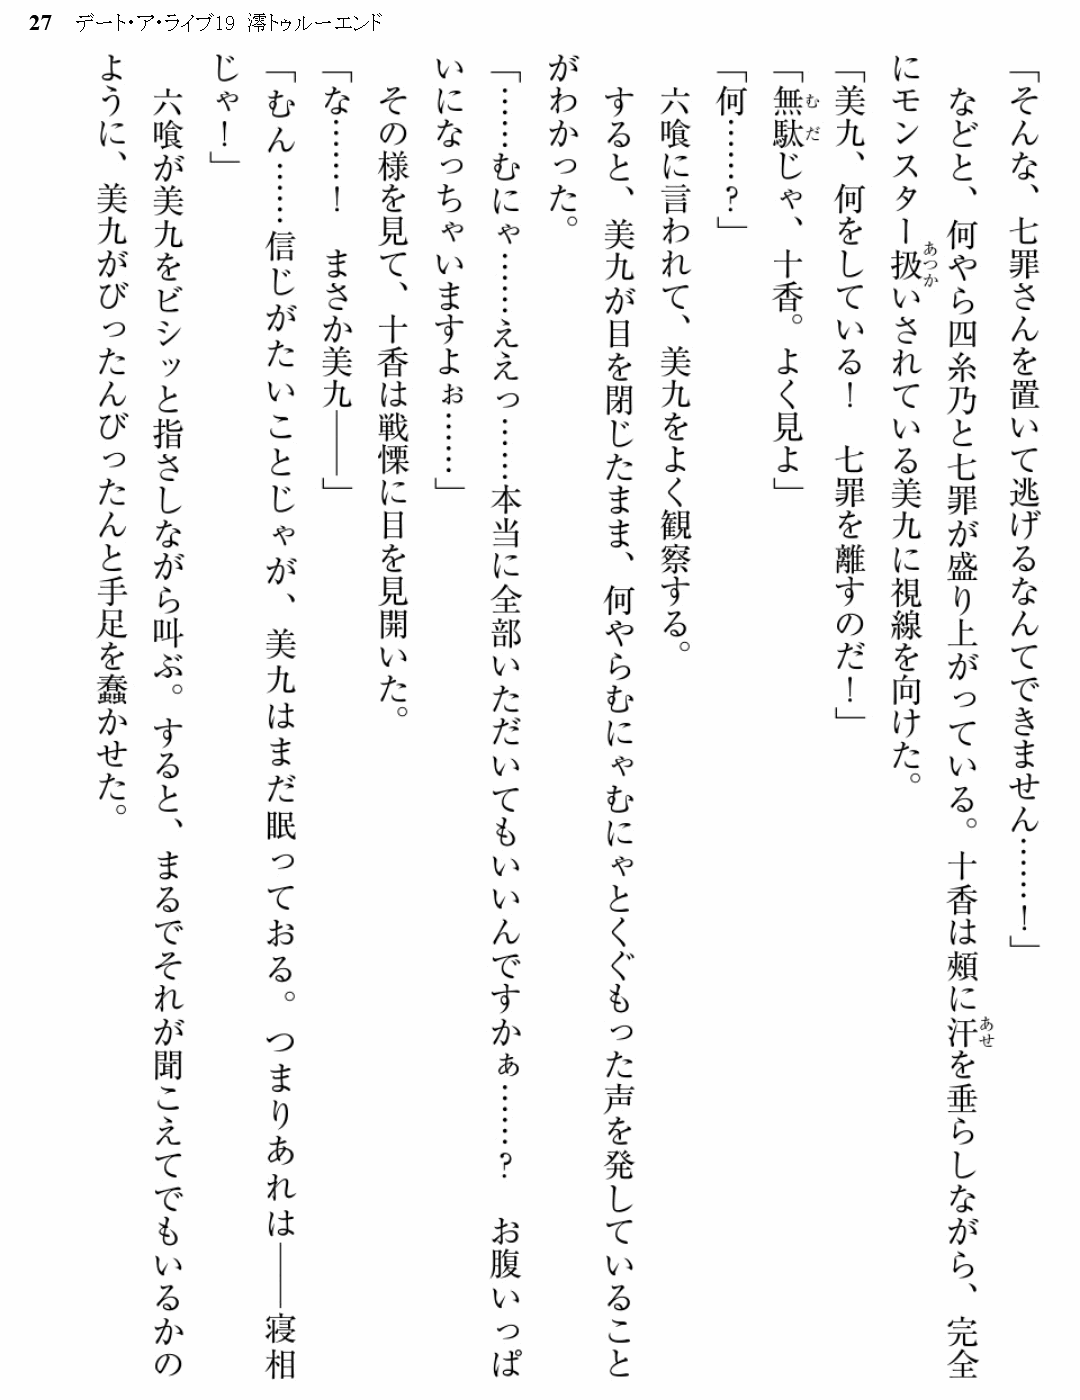 27 デート・ア・ライブ19 澪トゥルーエンド
「そんな、七罪さんを置いて逃げるなんてできません……！」
などと、何やら四糸乃と七罪が盛り上がっている。十香は頰に汗を垂らしながら、完全
にモンスター扱いされている美九に視線を向けた。
「美九、何をしている！　七罪を離すのだ！」
「無駄じゃ、十香。よく見よ」
「何……？」
六喰に言われて、美九をよく観察する。
すると、美九が目を閉じたまま、何やらむにゃむにゃとくぐもった声を発していること
がわかった。
「……むにゃ……ええっ……本当に全部いただいてもいいんですかぁ……？　お腹いっぱ
いになっちゃいますよぉ……」
その様を見て、十香は戦慄に目を見開いた。
「な……！　まさか美九――」
「むん……信じがたいことじゃが、美九はまだ眠っておる。つまりあれは――寝相
じゃ！」
六喰が美九をビシッと指さしながら叫ぶ。すると、まるでそれが聞こえてでもいるかの
ように、美九がびったんびったんと手足を蠢かせた。